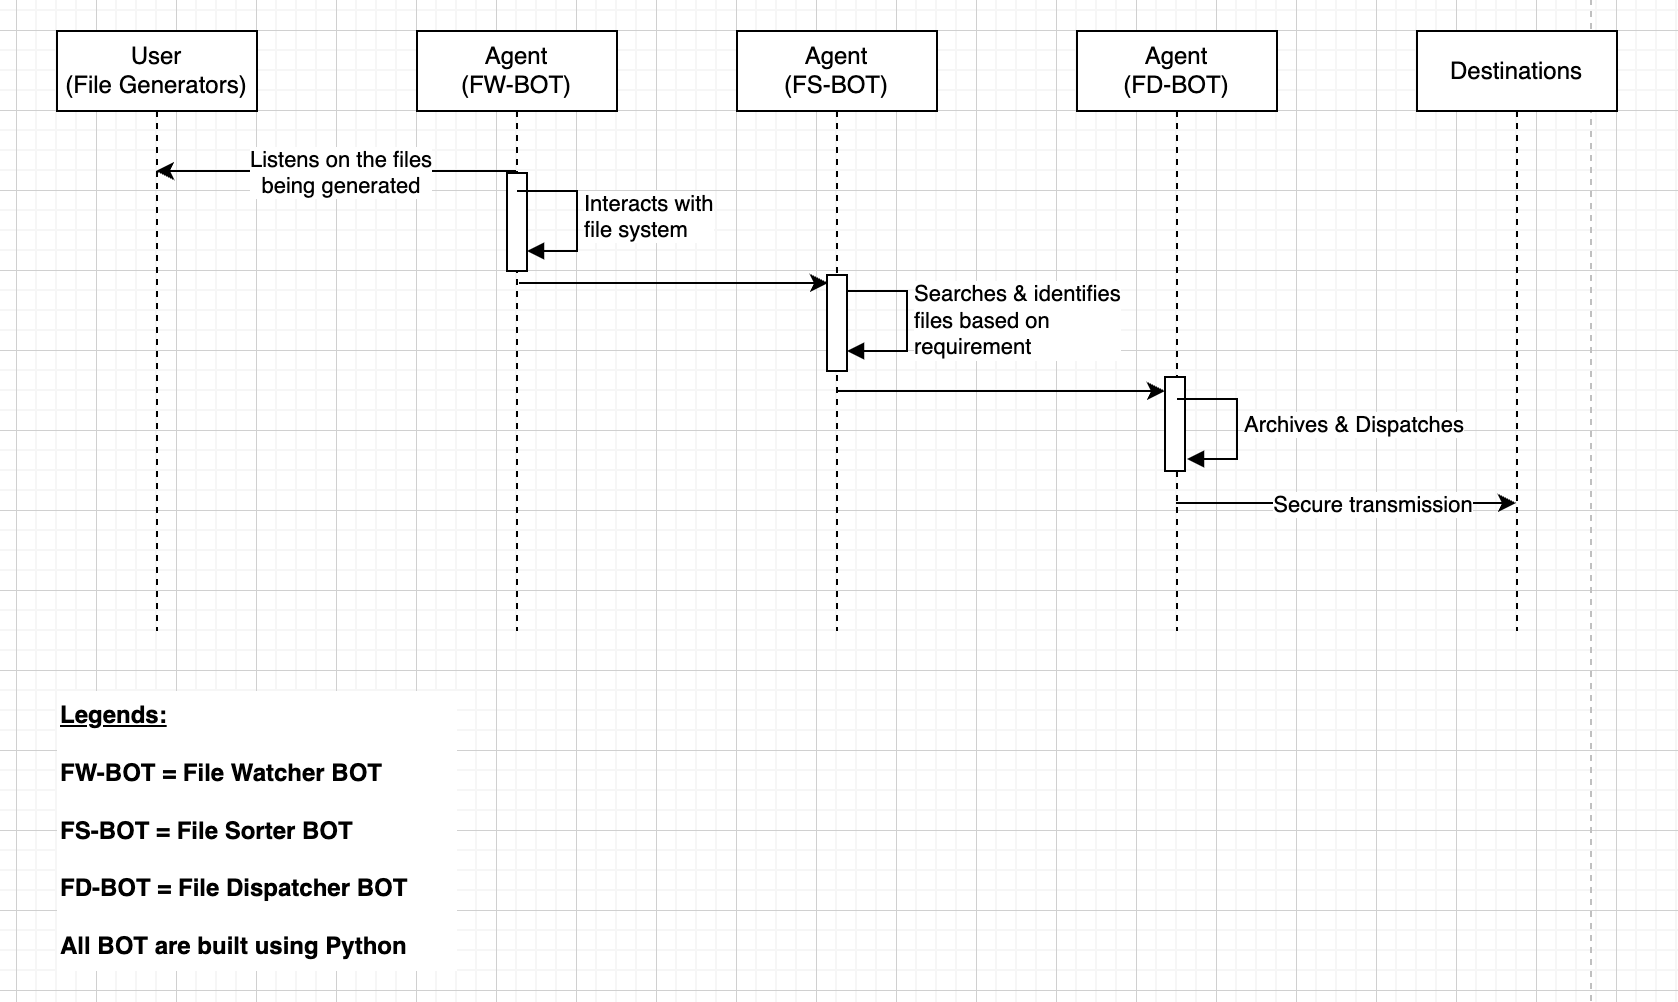 User
(File Generators)
Agent
(FW-BOT)
Agent
(FS-BOT)
Agent
(FD-BOT)
Destinations
Listens on the files
being generated
Interacts with
file system
Searches & identifies
files based on
requirement
Archives & Dispatches
Secure transmission
Legends:
FW-BOT = File Watcher BOT
FS-BOT = File Sorter BOT
FD-BOT = File Dispatcher BOT
All BOT are built using Python